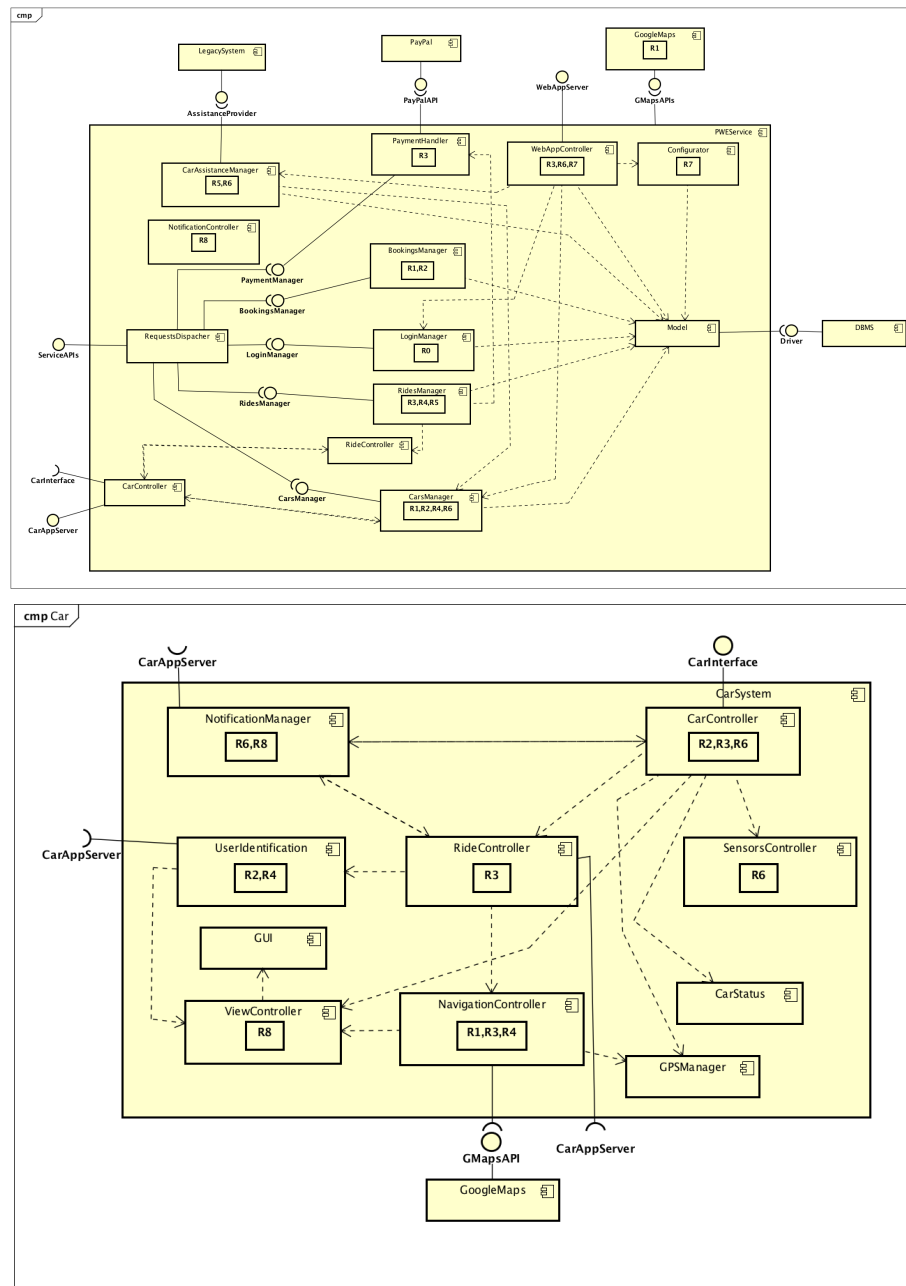 cmp
LegacySystem
PayPal
GoogleMaps
R1
WebAppServer
AssistanceProvider
PayPalAPI
GMapsAPIs
PWEService
PaymentHandler
R3
WebAppController
R3,R6,R7
Configurator
R7
CarAssistanceManager
R5,R6
NotificationController
R8
BookingsManager
R1,R2
PaymentManager
BookingsManager
RequestsDispacher
ServiceAPIs
LoginManager
LoginManager
R0
Model
Driver
DBMS
RidesManager
RidesManager
R3,R4,R5
RideController
CarInterface
CarController
CarsManager
CarsManager
R1,R2,R4,R6
CarAppServer
cmp Car
CarAppServer
CarInterface
CarSystem
NotificationManager
R6,R8
CarController
R2,R3,R6
CarAppServer
UserIdentification
R2,R4
RideController
R3
SensorsController
R6
GUI
CarStatus
ViewController
R8
NavigationController
R1,R3,R4
GPSManager
GMapsAPI
CarAppServer
GoogleMaps